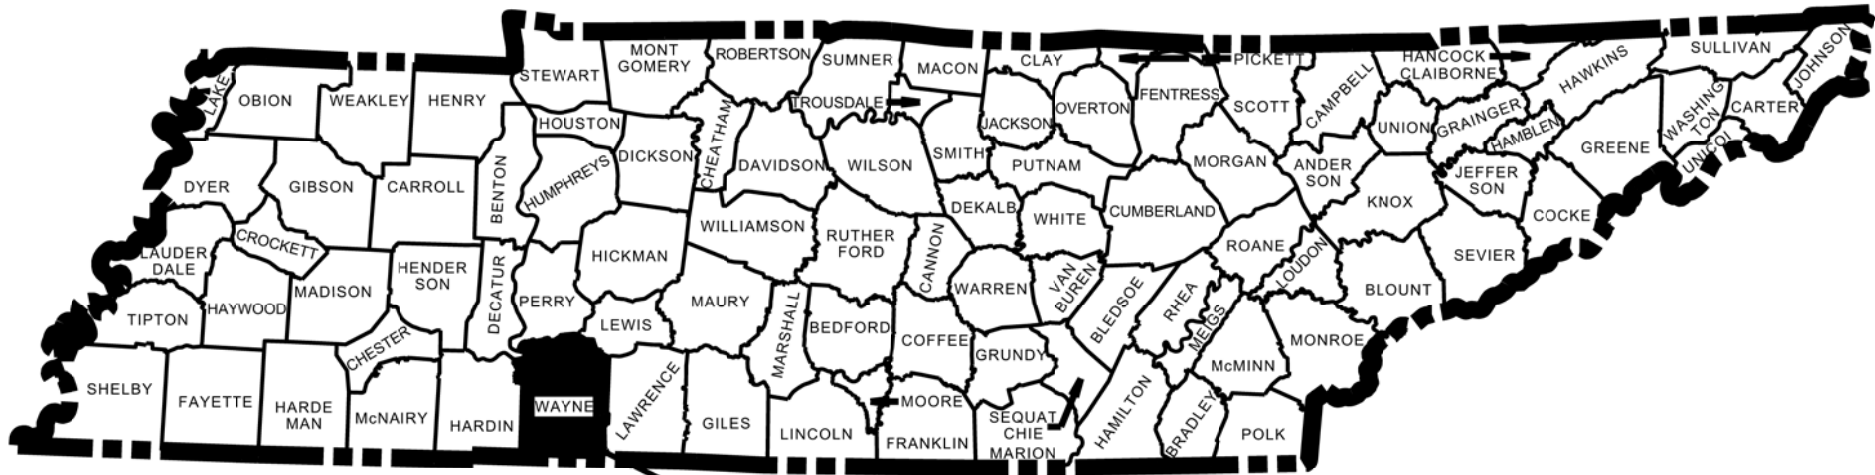 STEWART
MONT
GOMERY
ROBERTSON
SUMNER
MACON
CLAY
PICKETT
HANCOCK
CLAIBORNE
HAWKINS
SULLIVAN
JOHNSON
LAKE
OBION
WEAKLEY
HENRY
HOUSTON
CHEATHAM
TROUSDALE
JACKSON
OVERTON
FENTRESS
SCOTT
CAMPBELL
UNION
GRAINGER
HAMBLEN
WASHING
TON
CARTER
UNICOI
GREENE
DYER
GIBSON
CARROLL
BENTON
HUMPHREYS
DICKSON
DAVIDSON
WILSON
SMITH
PUTNAM
MORGAN
ANDER
SON
KNOX
JEFFER
SON
COCKE
LAUDER
DALE
CROCKETT
HENDER
SON
DECATUR
PERRY
HICKMAN
WILLIAMSON
RUTHER
FORD
CANNON
DEKALB
WHITE
CUMBERLAND
ROANE
LOUDON
BLOUNT
SEVIER
TIPTON
HAYWOOD
MADISON
CHESTER
LEWIS
MAURY
MARSHALL
BEDFORD
COFFEE
WARREN
VAN
BUREN
BLEDSOE
RHEA
MEIGS
McMINN
MONROE
SHELBY
FAYETTE
HARDE
MAN
McNAIRY
HARDIN
WAYNE
LAWRENCE
GILES
LINCOLN
MOORE
FRANKLIN
GRUNDY
SEQUAT
CHIE
MARION
HAMILTON
BRADLEY
POLK